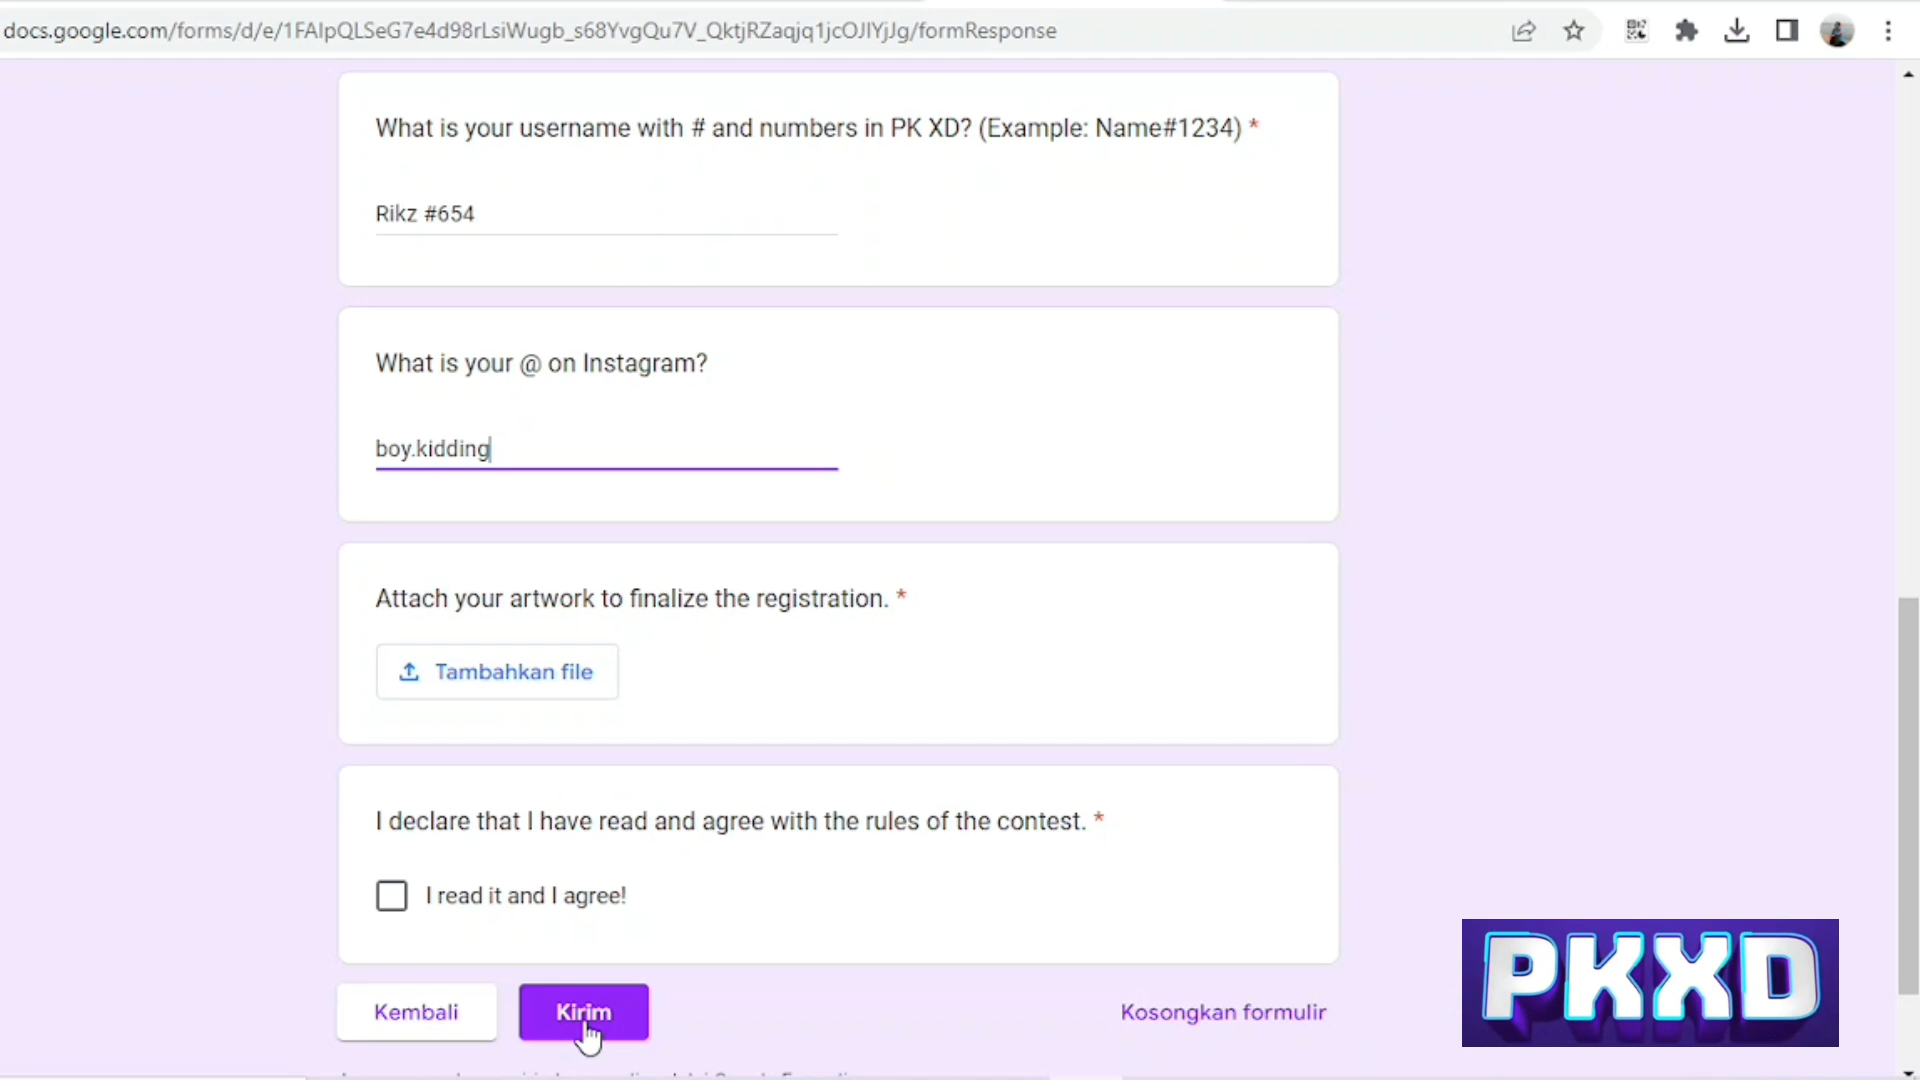 docs.google.com/forms/d/e/1FAIpQLSeG7e4d98rLsiWugb_s68YvgQu7V_QktjRZaqjq1jcOJlYjJg/formResponse
What is your username with # and numbers in PK XD? (Example: Name#1234) *
Rikz #654
What is your @ on Instagram?
boy.kidding
Attach your artwork to finalize the registration. *
Tambahkan file
I declare that I have read and agree with the rules of the contest. *
I read it and I agree!
Kembali
Kirim
Kosongkan formulir
PKXD